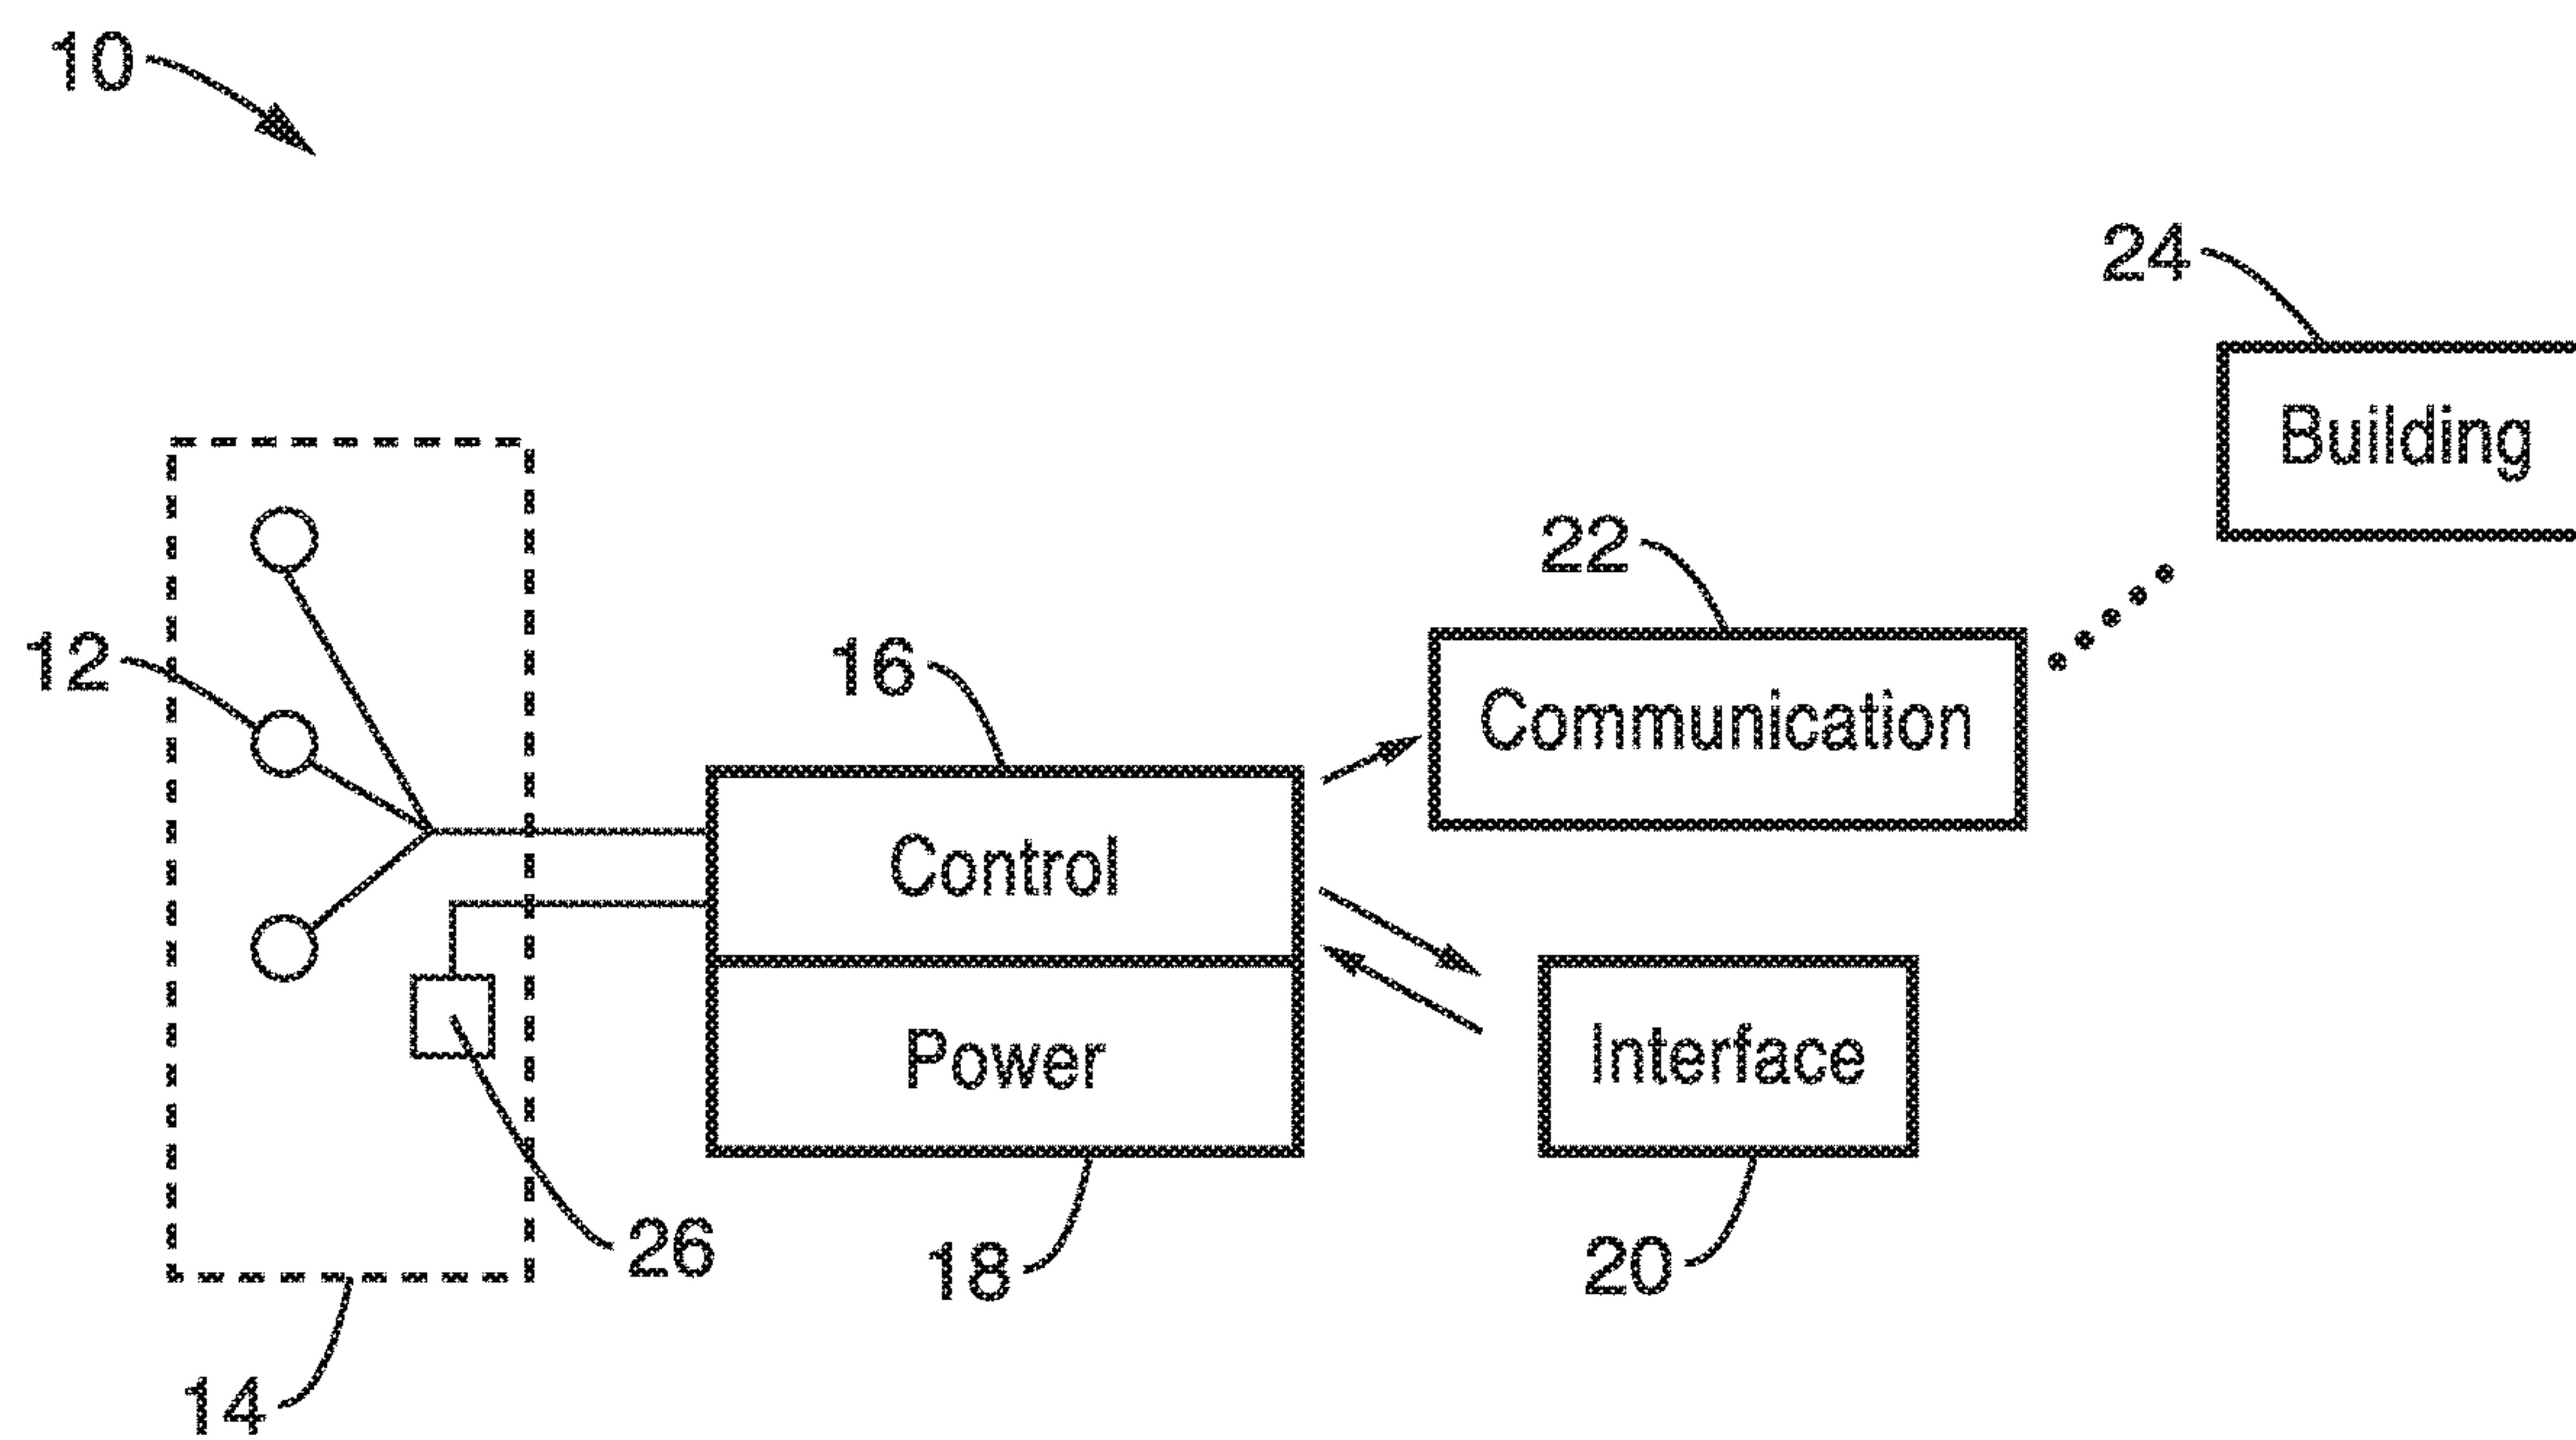 10
24
Building
22
12
16
Communication
Control
Power
Interface
26
18
20
14